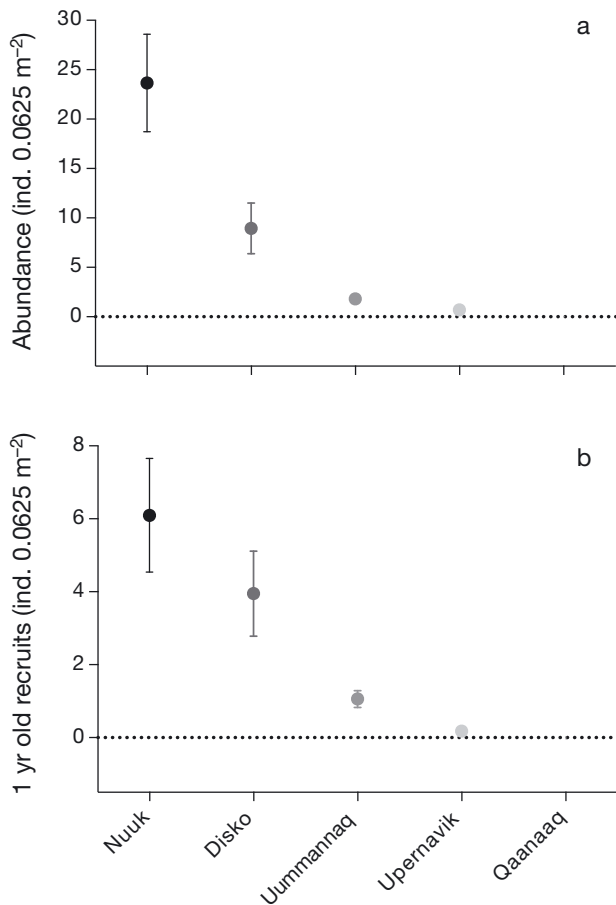 a
Abundance (ind. 0.0625 m⁻²)
30
25
20
15
10
5
0
b
1 yr old recruits (ind. 0.0625 m⁻²)
8
6
4
2
0
Nuuk
Disko
Uummannaq
Upernavik
Qaanaaq